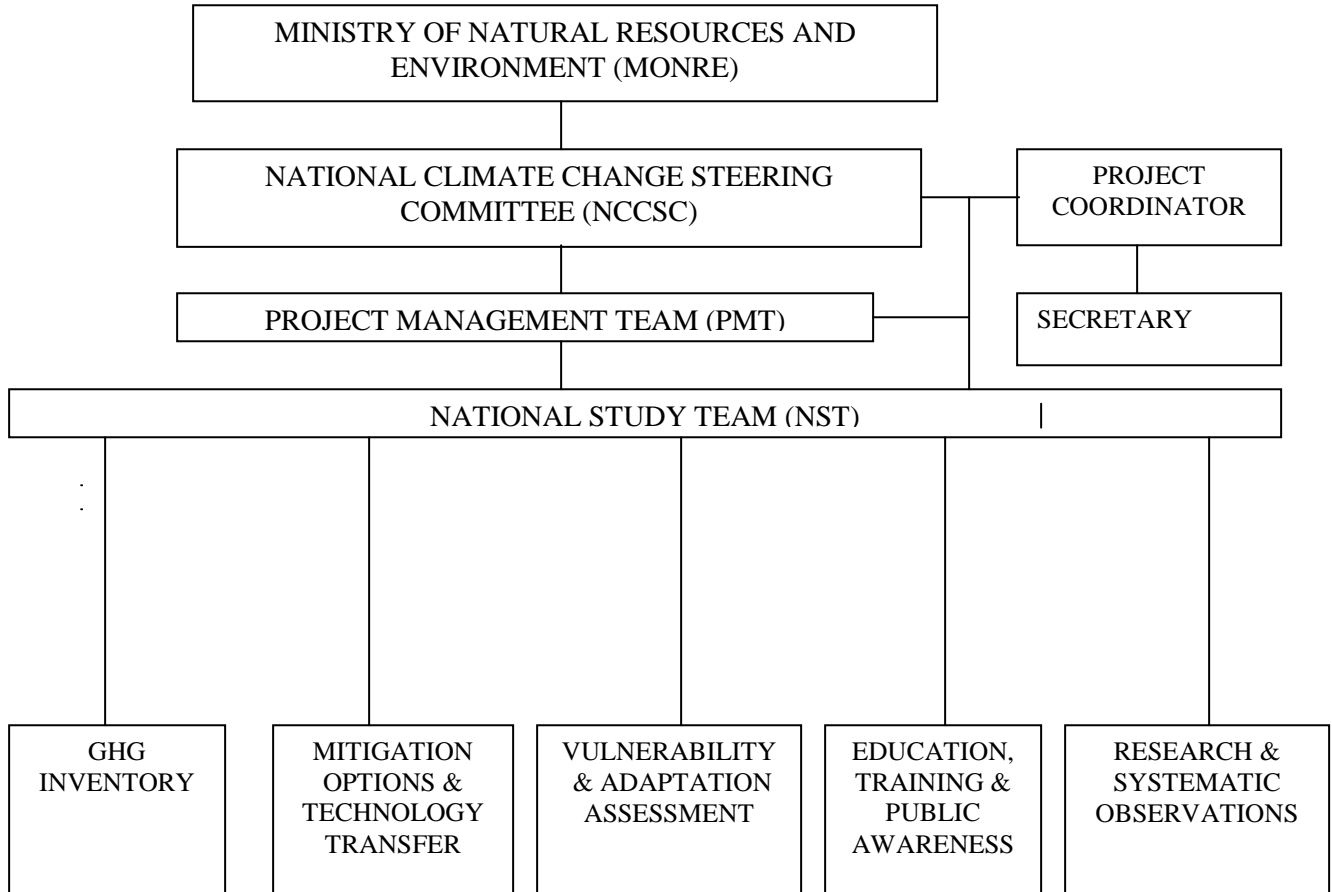 MINISTRY OF NATURAL RESOURCES AND
ENVIRONMENT (MONRE)
NATIONAL CLIMATE CHANGE STEERING
COMMITTEE (NCCSC)
PROJECT
COORDINATOR
PROJECT MANAGEMENT TEAM (PMT)
SECRETARY
NATIONAL STUDY TEAM (NST)
GHG
INVENTORY
MITIGATION
OPTIONS &
TECHNOLOGY
TRANSFER
VULNERABILITY
& ADAPTATION
ASSESSMENT
EDUCATION,
TRAINING &
PUBLIC
AWARENESS
RESEARCH &
SYSTEMATIC
OBSERVATIONS